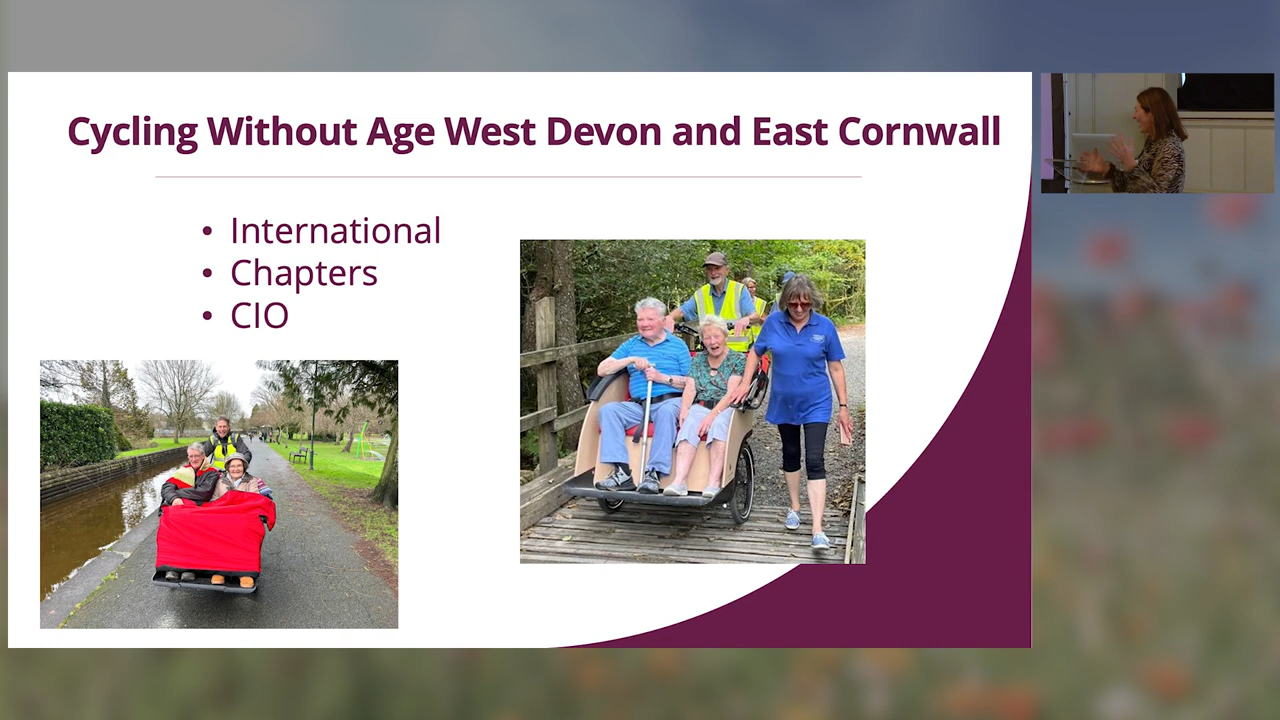 Cycling Without Age West Devon and East Cornwall
• International
• Chapters
• CIO